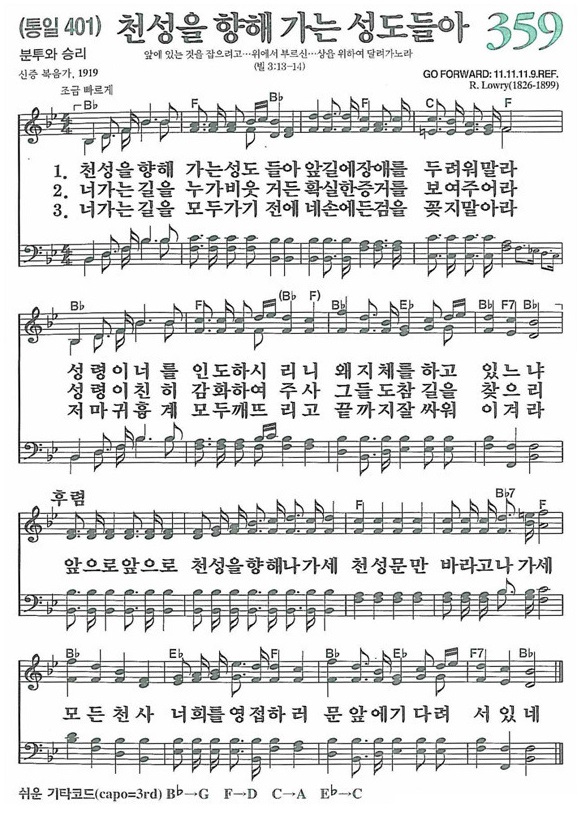 (통일 401) 천성을 향해 가는 성도들아 359
분투와 승리
앞에 있는 것을 잡으려고…위에서 부르신…상을 위하여 달려가노라
(빌 3:13-14)
신증 복음가, 1919
GO FORWARD: 11.11.11.9.REF.
R. Lowry(1826-1899)
조금 빠르게
B♭ F B♭ F C F
1. 천성을향해 가는성도 들아 앞길에장애를 두려워말라
2. 너가는길을 누가비웃 거든 확실한증거를 보여주어라
3. 너가는길을 모두가기 전에 네손에든검을 꽂지말아라
B♭ F (B♭ F) B♭ E♭ B♭ F7 B♭
성령이너를 인도하시 리니 왜지체를하고 있느냐
성령이친히 감화하여 주사 그들도참길을 찾으리
저마귀흉계 모두깨뜨 리고 끝까지잘싸워 이겨라
후렴
F B♭7 F
앞으로앞으로 천성을향해나가세 천성문만 바라고나가세
B♭ E♭ F B♭ E♭ F7 B♭
모든천사 너희를영접하러 문앞에기다려 서있네
쉬운 기타코드(capo=3rd) B♭→G F→D C→A E♭→C